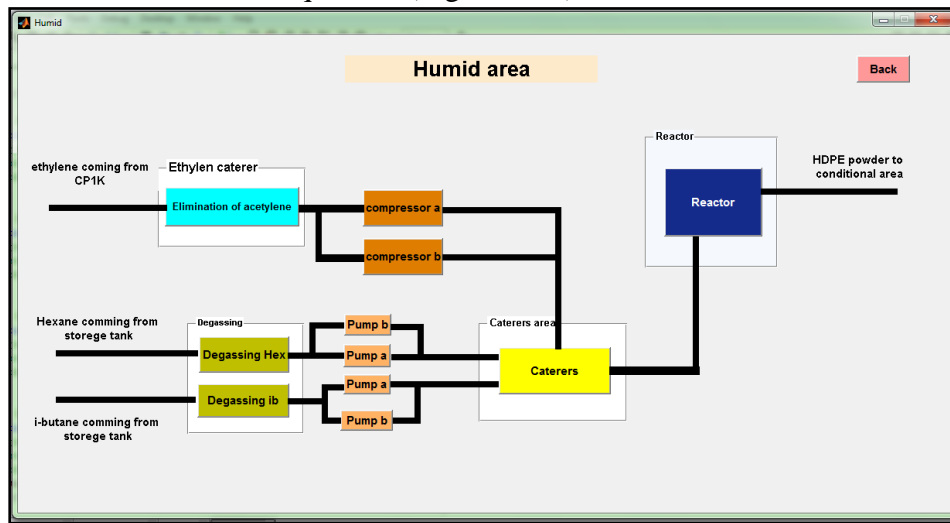 Humid
Humid area
Back
Reactor
ethylene coming from
CP1K
Ethylen caterer
HDPE powder to
conditional area
Elimination of acetylene
compressor a
Reactor
compressor b
Hexane comming from
storege tank
Degassing
Pump b
Caterers area
Degassing Hex
Pump a
Caterers
Pump a
Degassing ib
Pump b
i-butane comming from
storege tank